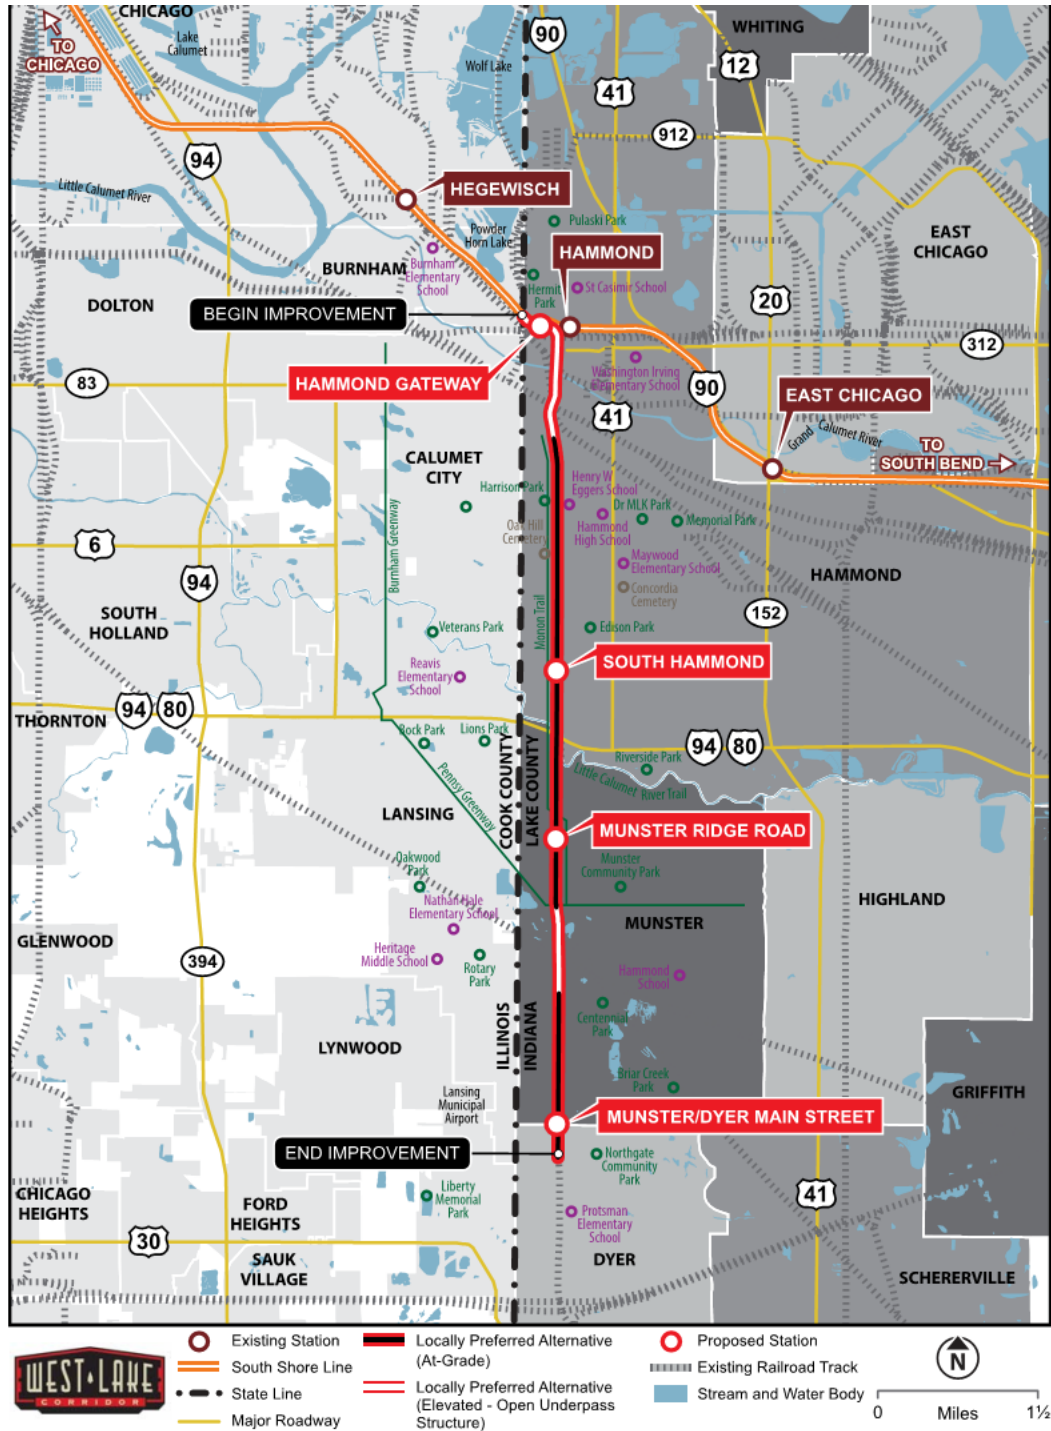 CHICAGO
WHITING
TO
CHICAGO
Lake
Calumet
Wolf Lake
90
12
41
912
94
Little Calumet River
HEGEWISCH
Pulaski Park
Powder
Horn Lake
HAMMOND
EAST
CHICAGO
BURNHAM
Burnham
Elementary
School
Hermit
Park
St Casimir School
DOLTON
20
BEGIN IMPROVEMENT
312
83
HAMMOND GATEWAY
Washington Irving
Elementary School
90
EAST CHICAGO
41
Grand Calumet River
TO
SOUTH BEND
CALUMET
CITY
Harrison Park
Henry W
Eggers School
Dr MLK Park
Memorial Park
Burnham Greenway
Oak Hill
Cemetery
Hammond
High School
6
Maywood
Elementary School
HAMMOND
94
Concordia
Cemetery
152
SOUTH
HOLLAND
Monon Trail
Veterans Park
Edison Park
Reavis
Elementary
School
SOUTH HAMMOND
94
80
THORNTON
Bock Park
Lions Park
94
80
COOK COUNTY
LAKE COUNTY
Riverside Park
Little Calumet
River Trail
Pennsy Greenway
LANSING
MUNSTER RIDGE ROAD
Oakwood
Park
Munster
Community Park
Nathan Hale
Elementary School
HIGHLAND
MUNSTER
GLENWOOD
Heritage
Middle School
394
Rotary
Park
Hammond
School
ILLINOIS
INDIANA
Centennial
Park
LYNWOOD
Briar Creek
Park
Lansing
Municipal
Airport
GRIFFITH
MUNSTER/DYER MAIN STREET
END IMPROVEMENT
Northgate
Community
Park
CHICAGO
HEIGHTS
Liberty
Memorial
Park
41
FORD
HEIGHTS
Protsman
Elementary
School
30
SAUK
VILLAGE
DYER
SCHERERVILLE
WEST LAKE
CORRIDOR
Existing Station
South Shore Line
State Line
Major Roadway
Locally Preferred Alternative
(At-Grade)
Locally Preferred Alternative
(Elevated - Open Underpass
Structure)
Proposed Station
Existing Railroad Track
Stream and Water Body
N
0 Miles 1½